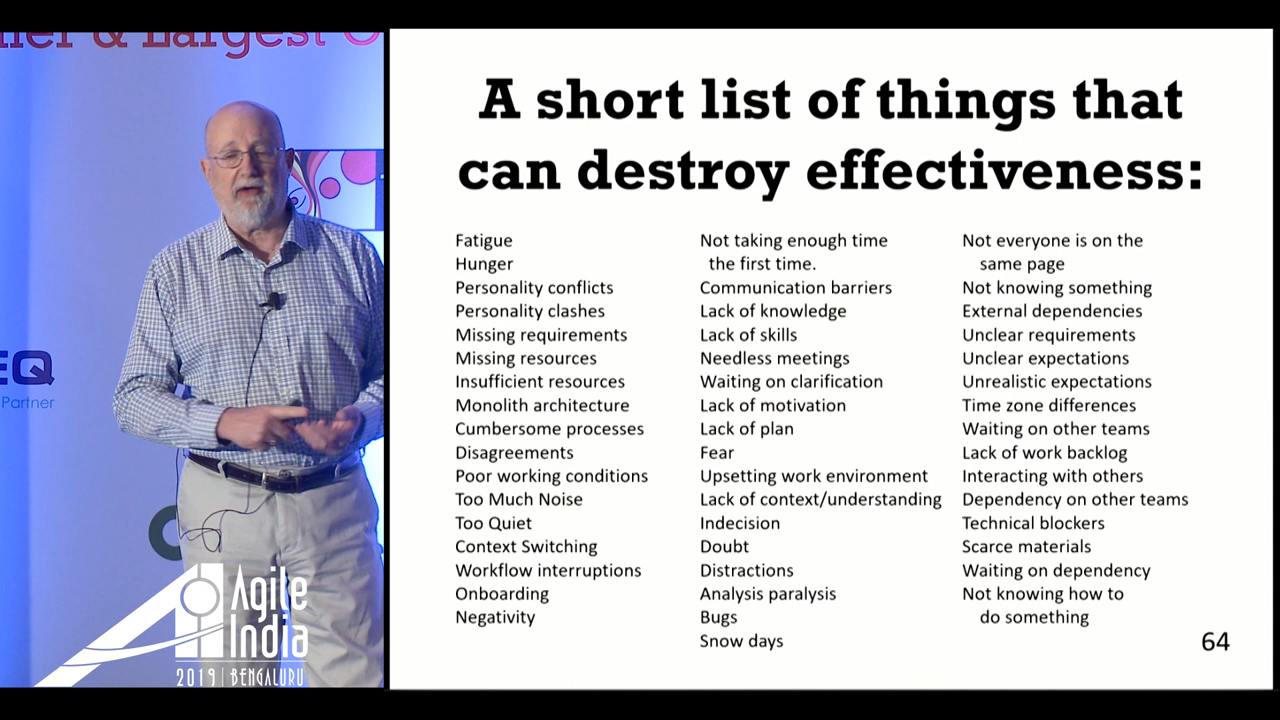 & Largest
EQ
Partner
Agile
India
2019 | BENGALURU
A short list of things that
can destroy effectiveness:
Fatigue
Hunger
Personality conflicts
Personality clashes
Missing requirements
Missing resources
Insufficient resources
Monolith architecture
Cumbersome processes
Disagreements
Poor working conditions
Too Much Noise
Too Quiet
Context Switching
Workflow interruptions
Onboarding
Negativity
Not taking enough time
the first time.
Communication barriers
Lack of knowledge
Lack of skills
Needless meetings
Waiting on clarification
Lack of motivation
Lack of plan
Fear
Upsetting work environment
Lack of context/understanding
Indecision
Doubt
Distractions
Analysis paralysis
Bugs
Snow days
Not everyone is on the
same page
Not knowing something
External dependencies
Unclear requirements
Unclear expectations
Unrealistic expectations
Time zone differences
Waiting on other teams
Lack of work backlog
Interacting with others
Dependency on other teams
Technical blockers
Scarce materials
Waiting on dependency
Not knowing how to
do something
64